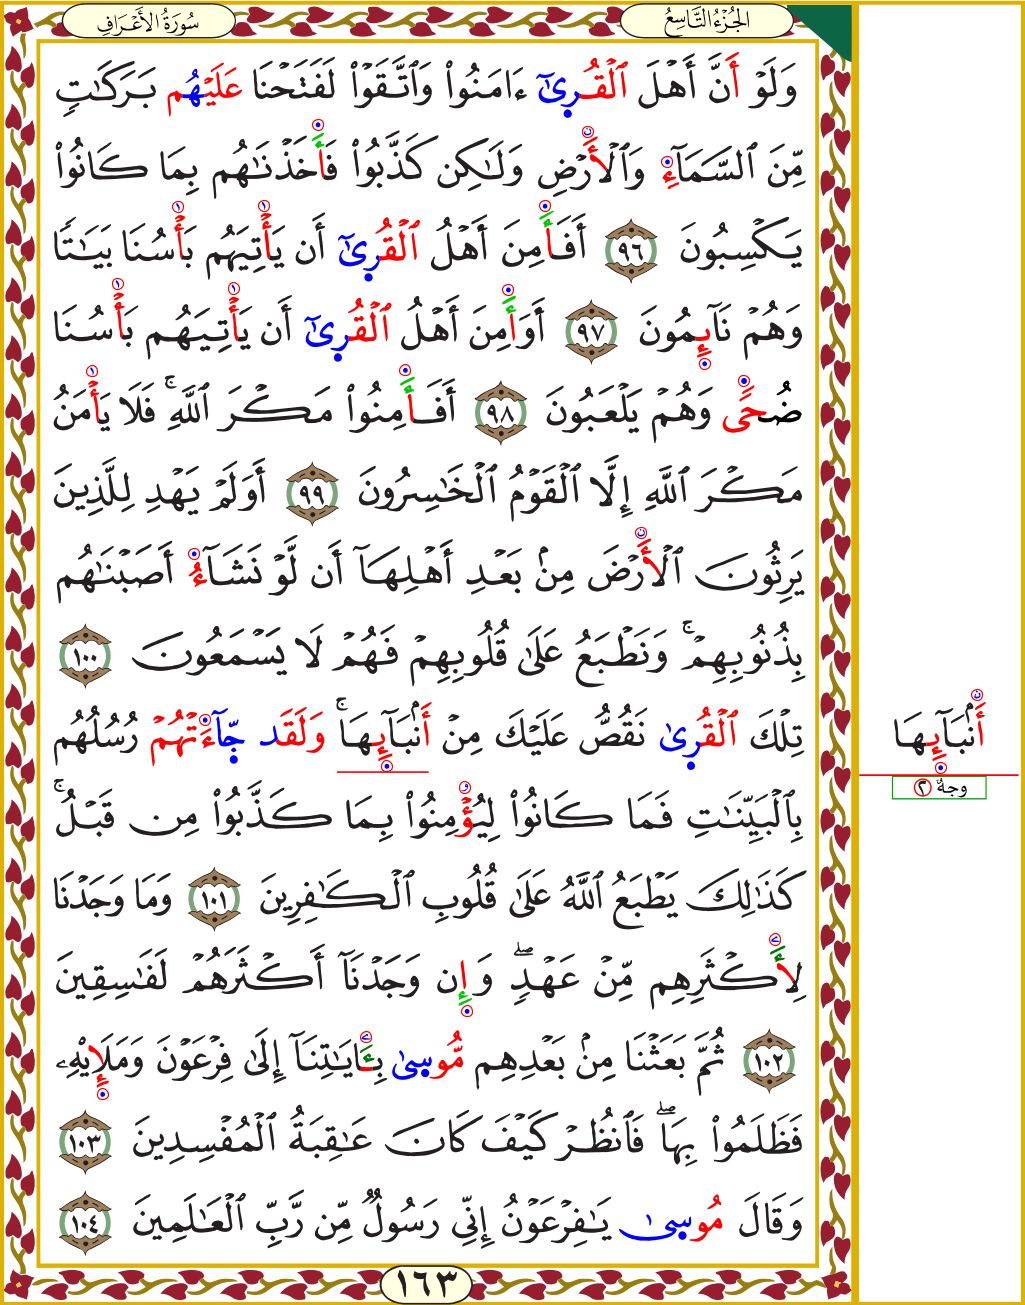 الجُزْءُ التَّاسِعُ
سُورَةُ الأَعْرَافِ
وَلَوْ أَنَّ أَهْلَ ٱلْقُرِىٰٓ ءَامَنُوا۟ وَٱتَّقَوْا۟ لَفَتَحْنَا عَلَيْهُم بَرَكَٰتٍ
مِّنَ ٱلسَّمَآءِ وَٱلْأَرْضِ وَلَٰكِن كَذَّبُوا۟ فَأَخَذْنَٰهُم بِمَا كَانُوا۟
يَكْسِبُونَ ٩٦ أَفَأَمِنَ أَهْلُ ٱلْقُرِىٰٓ أَن يَأْتِيَهُم بَأْسُنَا بَيَٰتًا
وَهُمْ نَآئِمُونَ ٩٧ أَوَأَمِنَ أَهْلُ ٱلْقُرِىٰٓ أَن يَأْتِيَهُم بَأْسُنَا
ضُحًى وَهُمْ يَلْعَبُونَ ٩٨ أَفَأَمِنُوا۟ مَكْرَ ٱللَّهِ ۚ فَلَا يَأْمَنُ
مَكْرَ ٱللَّهِ إِلَّا ٱلْقَوْمُ ٱلْخَٰسِرُونَ ٩٩ أَوَلَمْ يَهْدِ لِلَّذِينَ
يَرِثُونَ ٱلْأَرْضَ مِنۢ بَعْدِ أَهْلِهَآ أَن لَّوْ نَشَآءُ أَصَبْنَٰهُم
بِذُنُوبِهِمْ ۚ وَنَطْبَعُ عَلَىٰ قُلُوبِهِمْ فَهُمْ لَا يَسْمَعُونَ ١٠٠
تِلْكَ ٱلْقُرِىٰ نَقُصُّ عَلَيْكَ مِنْ أَنۢبَآئِهَا ۚ وَلَقَد جِّآءَتْهُمْ رُسُلُهُم
بِٱلْبَيِّنَٰتِ فَمَا كَانُوا۟ لِيُؤْمِنُوا۟ بِمَا كَذَّبُوا۟ مِن قَبْلُ ۚ
كَذَٰلِكَ يَطْبَعُ ٱللَّهُ عَلَىٰ قُلُوبِ ٱلْكَٰفِرِينَ ١٠١ وَمَا وَجَدْنَا
لِأَكْثَرِهِم مِّنْ عَهْدٍ ۖ وَإِن وَجَدْنَآ أَكْثَرَهُمْ لَفَٰسِقِينَ
١٠٢ ثُمَّ بَعَثْنَا مِنۢ بَعْدِهِم مُّوسِىٰ بِـَٔايَٰتِنَآ إِلَىٰ فِرْعَوْنَ وَمَلَإِي۟هِۦ
فَظَلَمُوا۟ بِهَا ۖ فَٱنظُرْ كَيْفَ كَانَ عَٰقِبَةُ ٱلْمُفْسِدِينَ ١٠٣
وَقَالَ مُوسِىٰ يَٰفِرْعَوْنُ إِنِّى رَسُولٌ مِّن رَّبِّ ٱلْعَٰلَمِينَ ١٠٤
١٦٣
أَنۢبَآئِهَا
وجهٌ ٢